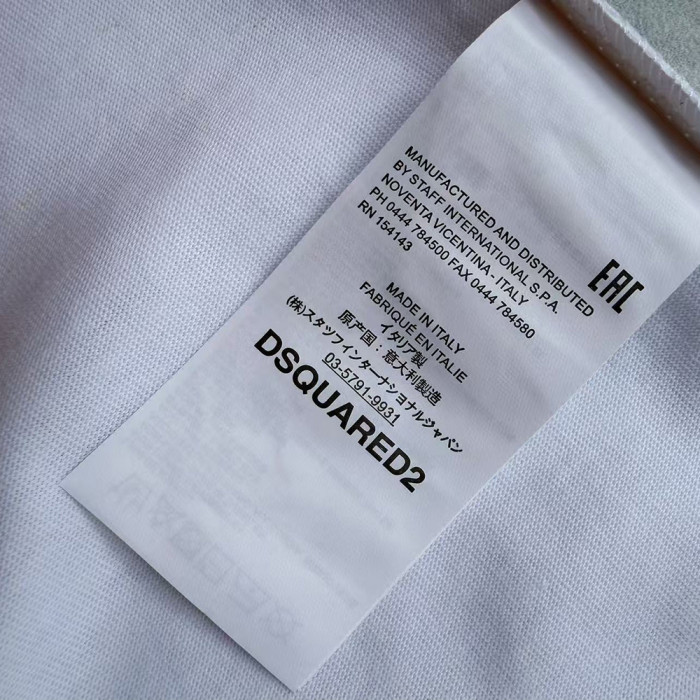 MANUFACTURED AND DISTRIBUTED
BY STAFF INTERNATIONAL S.P.A.
NOVENTA VICENTINA - ITALY
PH 0444 784500 FAX 0444 784580
RN 154143
EAC
MADE IN ITALY
FABRIQUÉ EN ITALIE
イタリア製
原产国：意大利製造
(株)スタッフインターナショナルジャパン
03-5791-9931
DSQUARED2